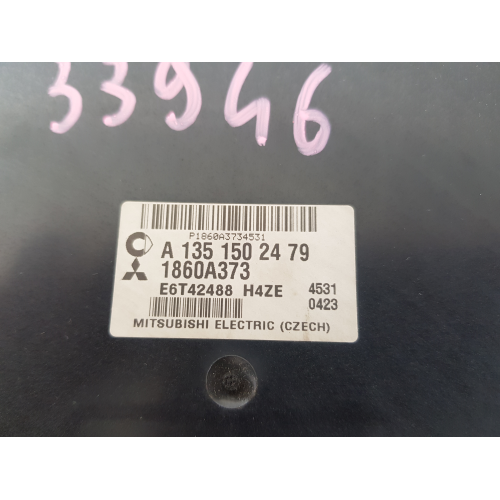 33946
P1860A3734531
A 135 150 24 79
1860A373
E6T42488 H4ZE 4531
0423
MITSUBISHI ELECTRIC (CZECH)